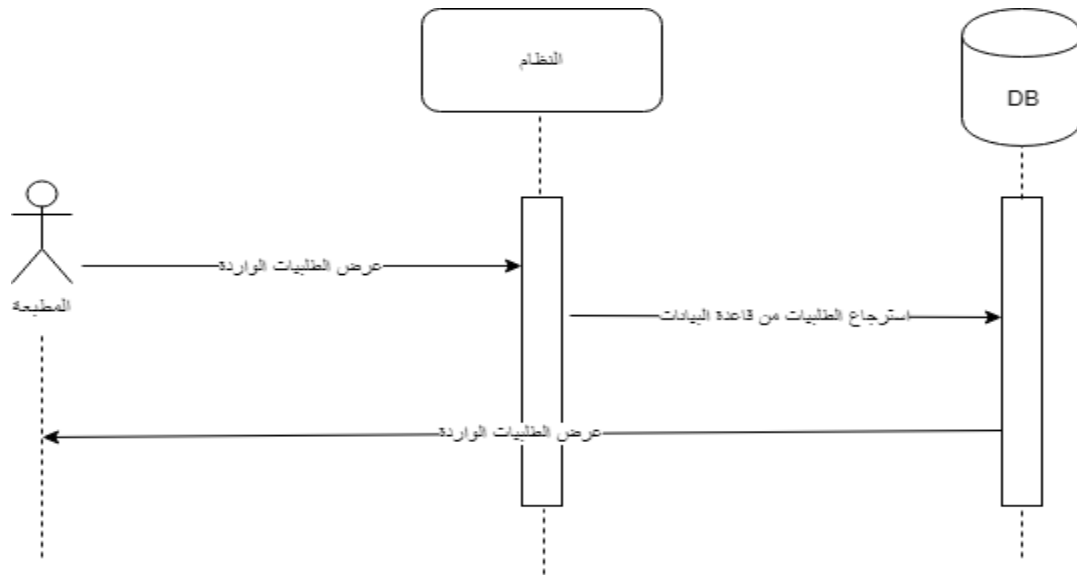 النظام
DB
المطبعة
عرض الطلبيات الواردة
استرجاع الطلبيات من قاعدة البيانات
عرض الطلبيات الواردة